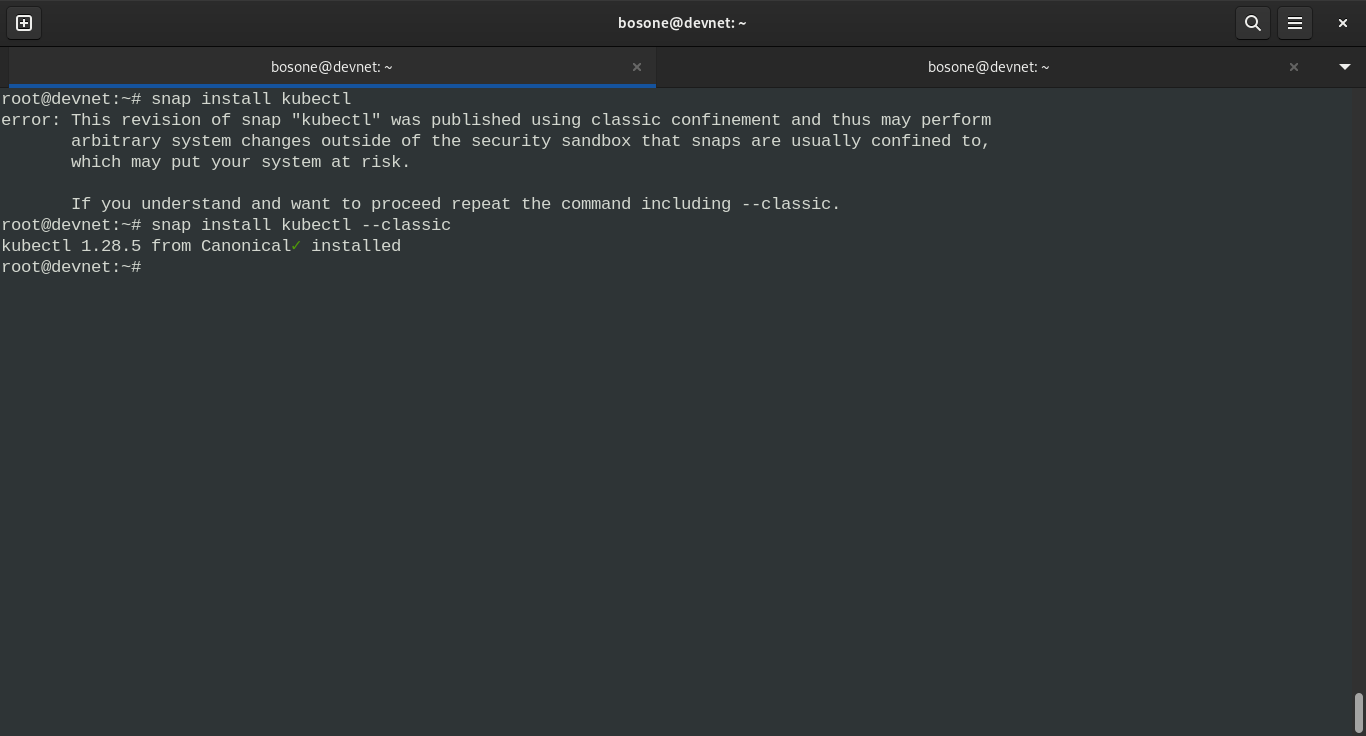 bosone@devnet: ~
bosone@devnet: ~
bosone@devnet: ~
root@devnet:~# snap install kubectl
error: This revision of snap "kubectl" was published using classic confinement and thus may perform
       arbitrary system changes outside of the security sandbox that snaps are usually confined to,
       which may put your system at risk.

       If you understand and want to proceed repeat the command including --classic.
root@devnet:~# snap install kubectl --classic
kubectl 1.28.5 from Canonical✓ installed
root@devnet:~#